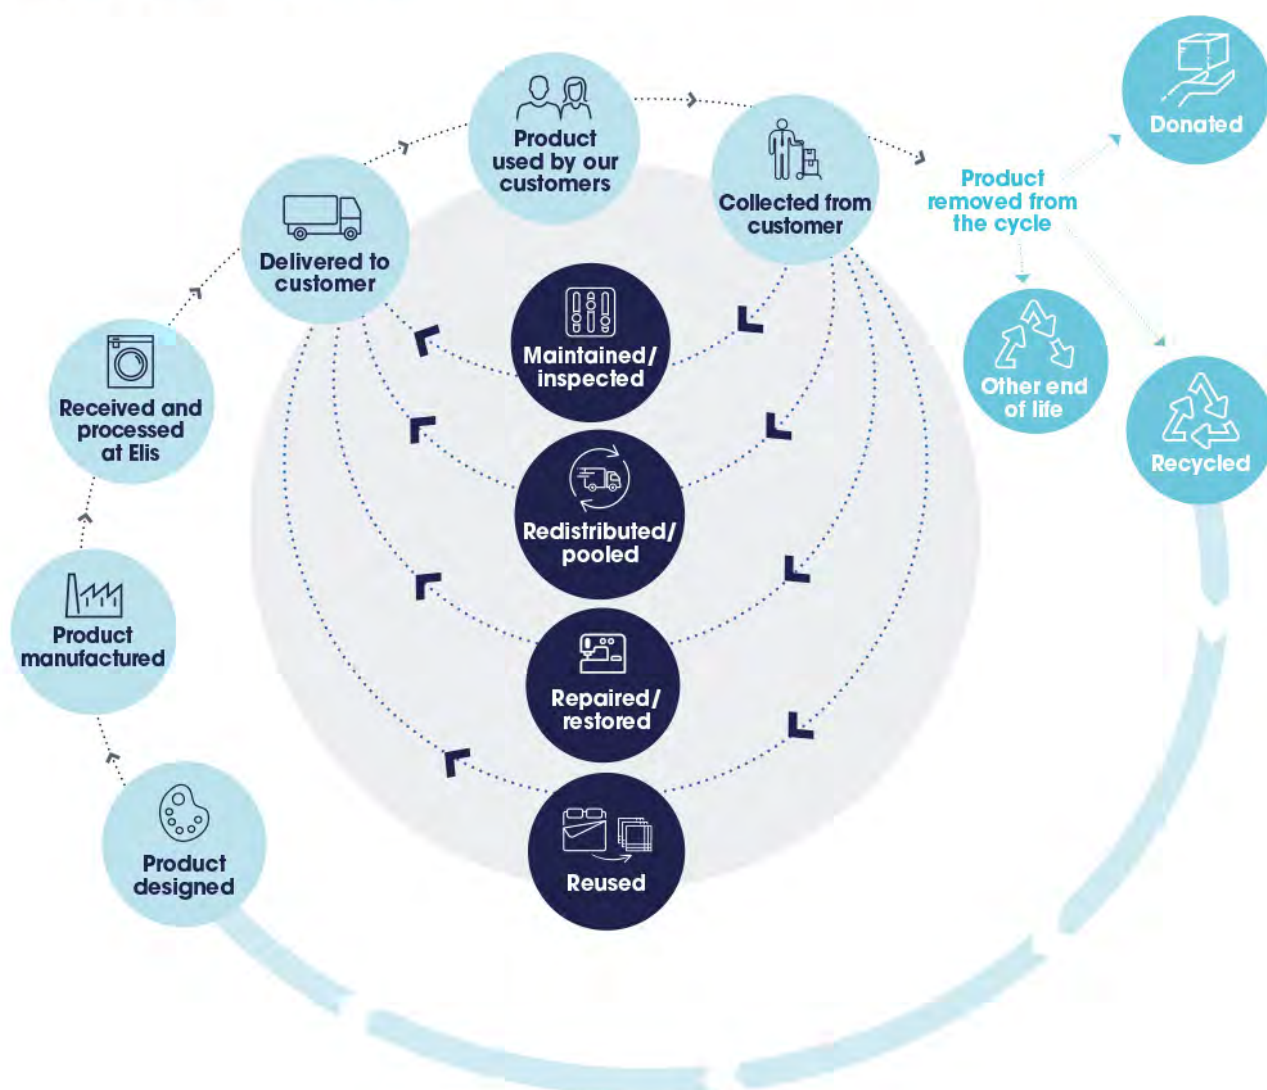 Product
designed
Product
manufactured
Received and
processed
at Elis
Delivered to
customer
Product
used by our
customers
Collected from
customer
Maintained/
inspected
Redistributed/
pooled
Repaired/
restored
Reused
Product
removed from
the cycle
Donated
Other end
of life
Recycled